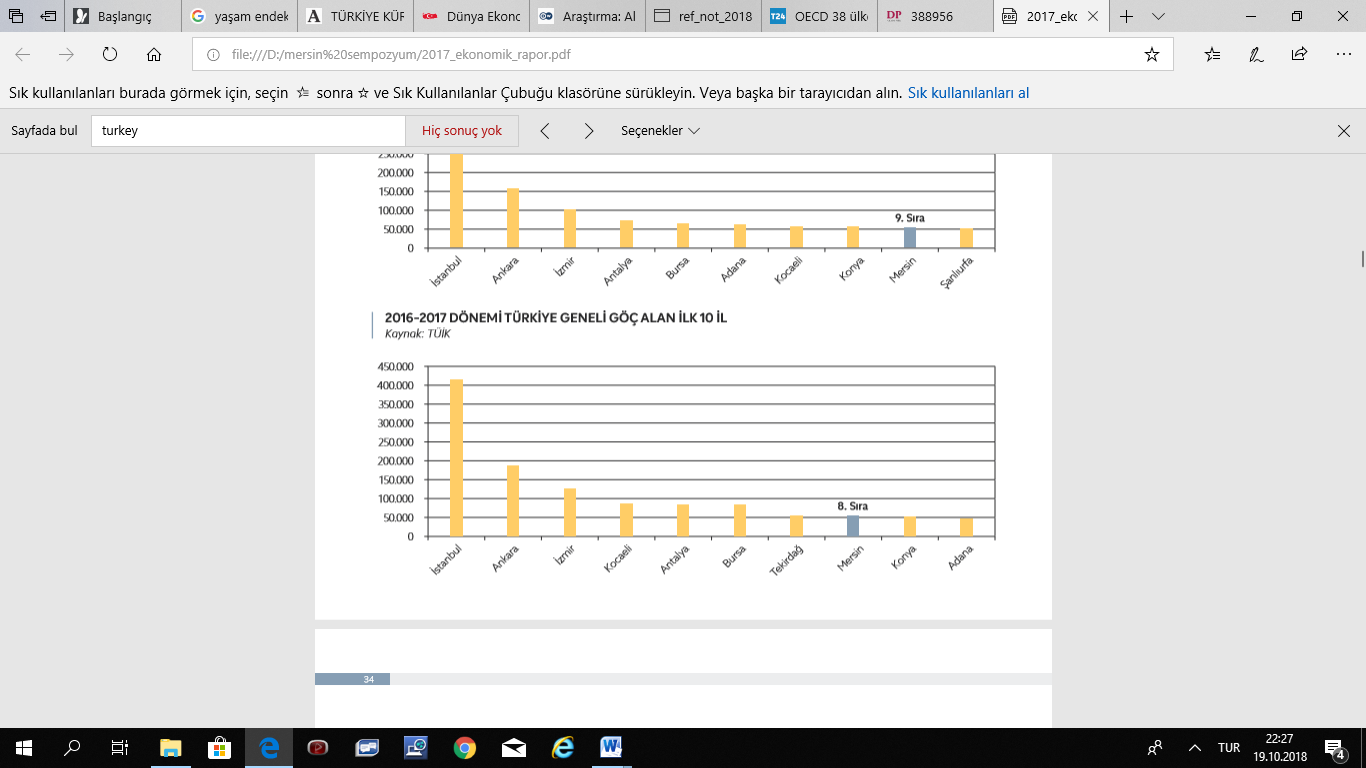 Başlangıç
yaşam endek
TÜRKİYE KÜF
Dünya Ekonc
Araştırma: Al
ref_not_2018
OECD 38 ülk
388956
2017_ekc
file:///D:/mersin%20sempozyum/2017_ekonomik_rapor.pdf
Sık kullanılanları burada görmek için, seçin sonra ve Sık Kullanılanlar Çubuğu klasörüne sürükleyin. Veya başka bir tarayıcıdan alın. Sık kullanılanları al
Sayfada bul turkey Hiç sonuç yok Seçenekler
250.000
200.000
150.000
100.000
50.000
0
9. Sıra
İstanbul Ankara İzmir Antalya Bursa Adana Kocaeli Konya Mersin Şanlıurfa
2016-2017 DÖNEMİ TÜRKİYE GENELİ GÖÇ ALAN İLK 10 İL
Kaynak: TÜİK
450.000
400.000
350.000
300.000
250.000
200.000
150.000
100.000
50.000
0
8. Sıra
İstanbul Ankara İzmir Kocaeli Antalya Bursa Tekirdağ Mersin Konya Adana
34
TUR
22:27
19.10.2018
4